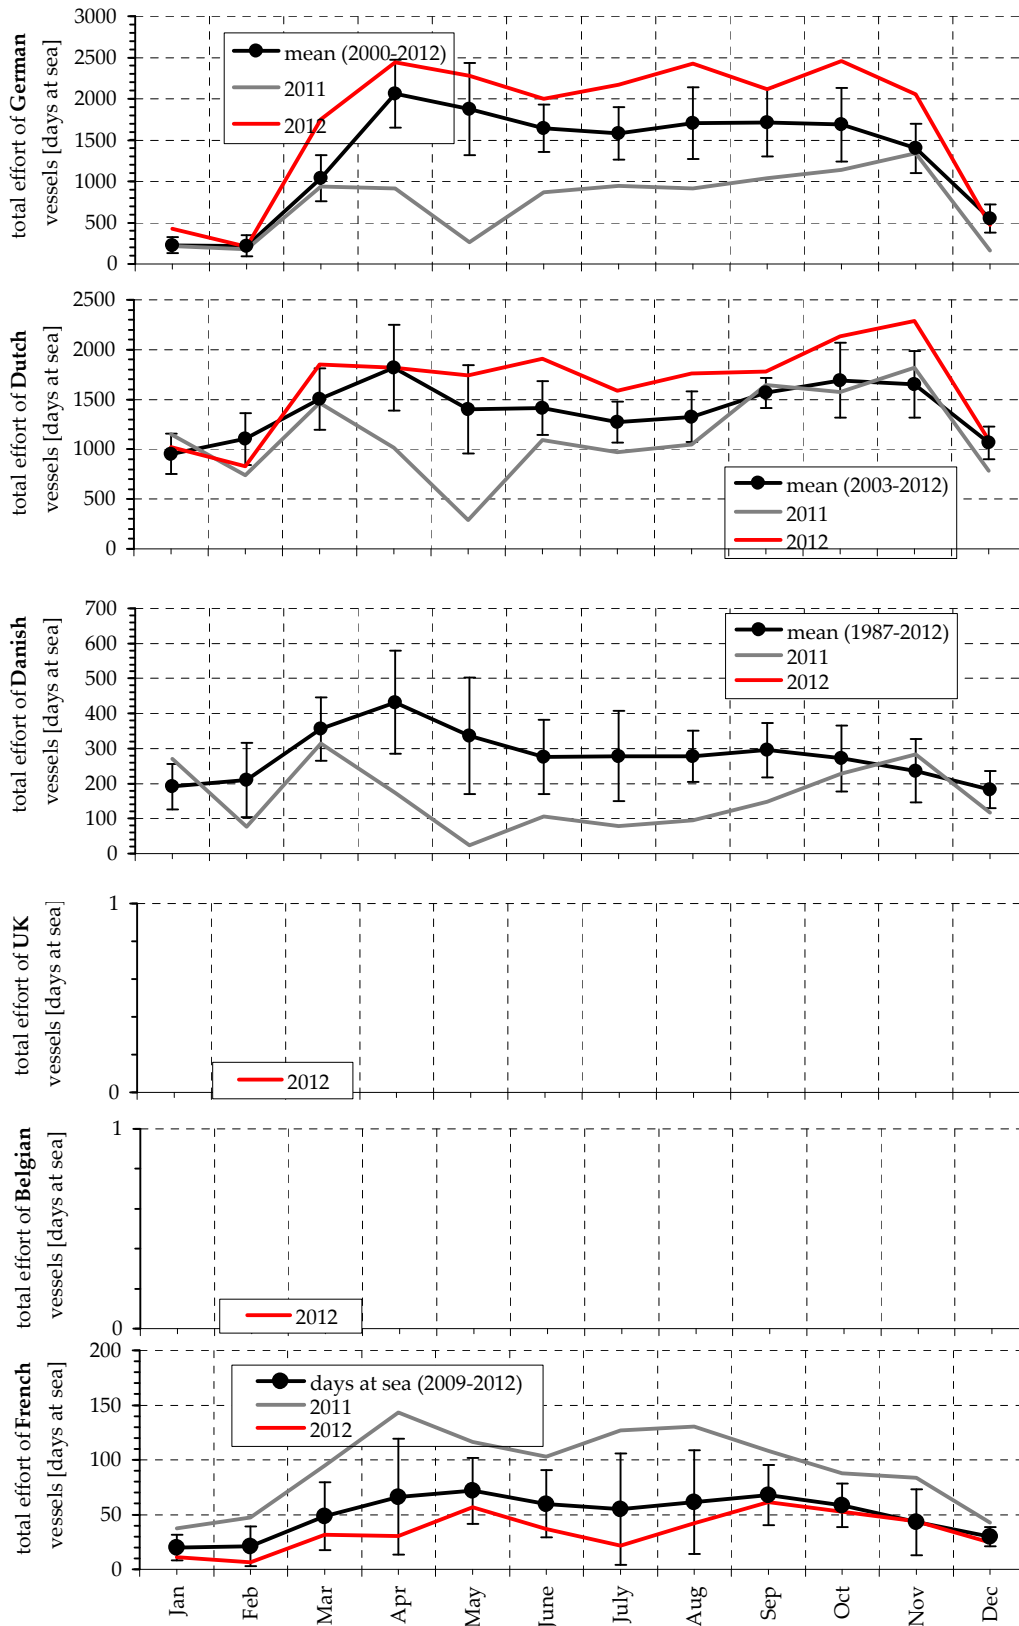 total effort of German
vessels [days at sea]
3000
2500
2000
1500
1000
500
0
mean (2000-2012)
2011
2012
total effort of Dutch
vessels [days at sea]
2500
2000
1500
1000
500
0
mean (2003-2012)
2011
2012
total effort of Danish
vessels [days at sea]
700
600
500
400
300
200
100
0
mean (1987-2012)
2011
2012
total effort of UK
vessels [days at sea]
1
0
2012
total effort of Belgian
vessels [days at sea]
1
0
2012
total effort of French
vessels [days at sea]
200
150
100
50
0
days at sea (2009-2012)
2011
2012
Jan
Feb
Mar
Apr
May
June
July
Aug
Sep
Oct
Nov
Dec